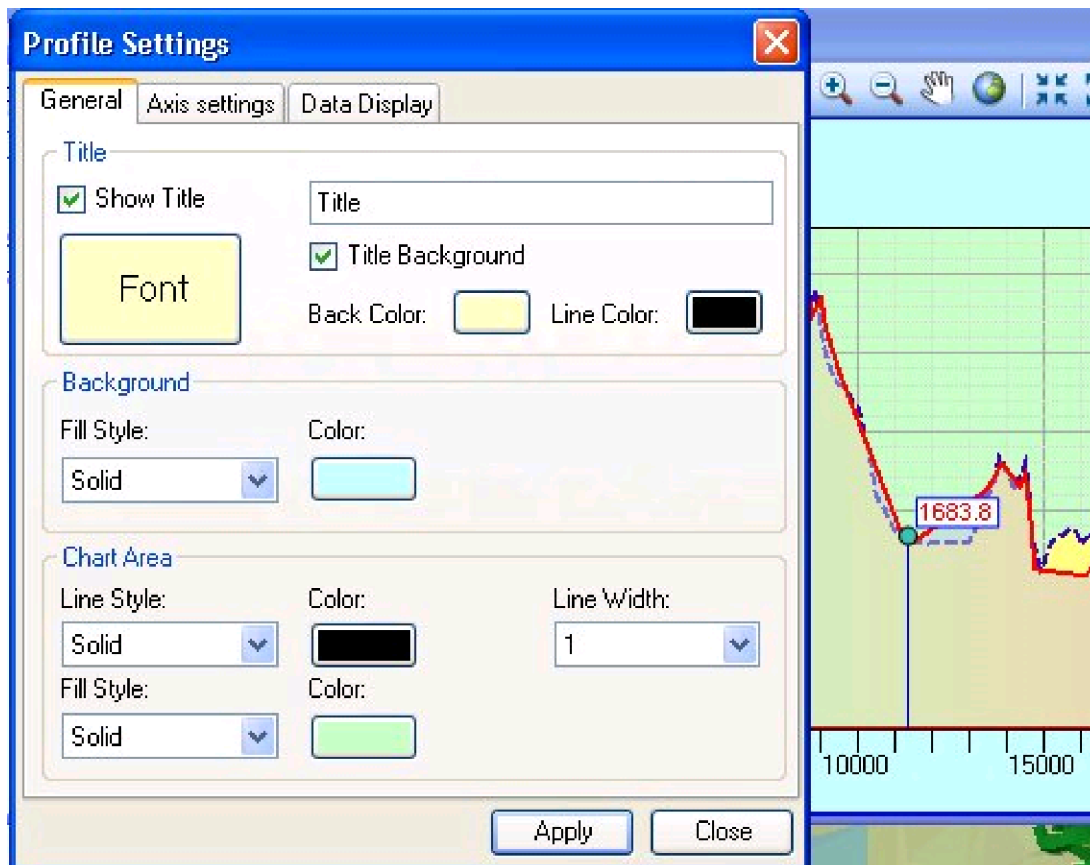 Profile Settings
General Axis settings Data Display
Title
Show Title Title
Font
Title Background
Back Color: Line Color:
Background
Fill Style: Color:
Solid
Chart Area
Line Style: Color: Line Width:
Solid 1
Fill Style: Color:
Solid
Apply Close
1683.8
10000 15000